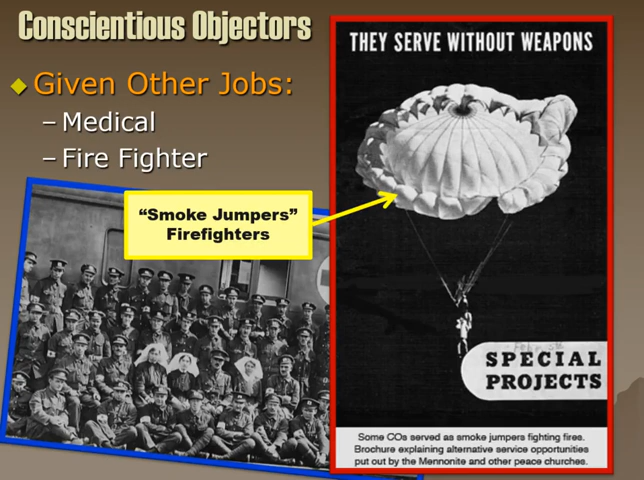 Conscientious Objectors
Given Other Jobs:
– Medical
– Fire Fighter
"Smoke Jumpers"
Firefighters
THEY SERVE WITHOUT WEAPONS
SPECIAL
PROJECTS
Some COs served as smoke jumpers fighting fires.
Brochure explaining alternative service opportunities
put out by the Mennonite and other peace churches.